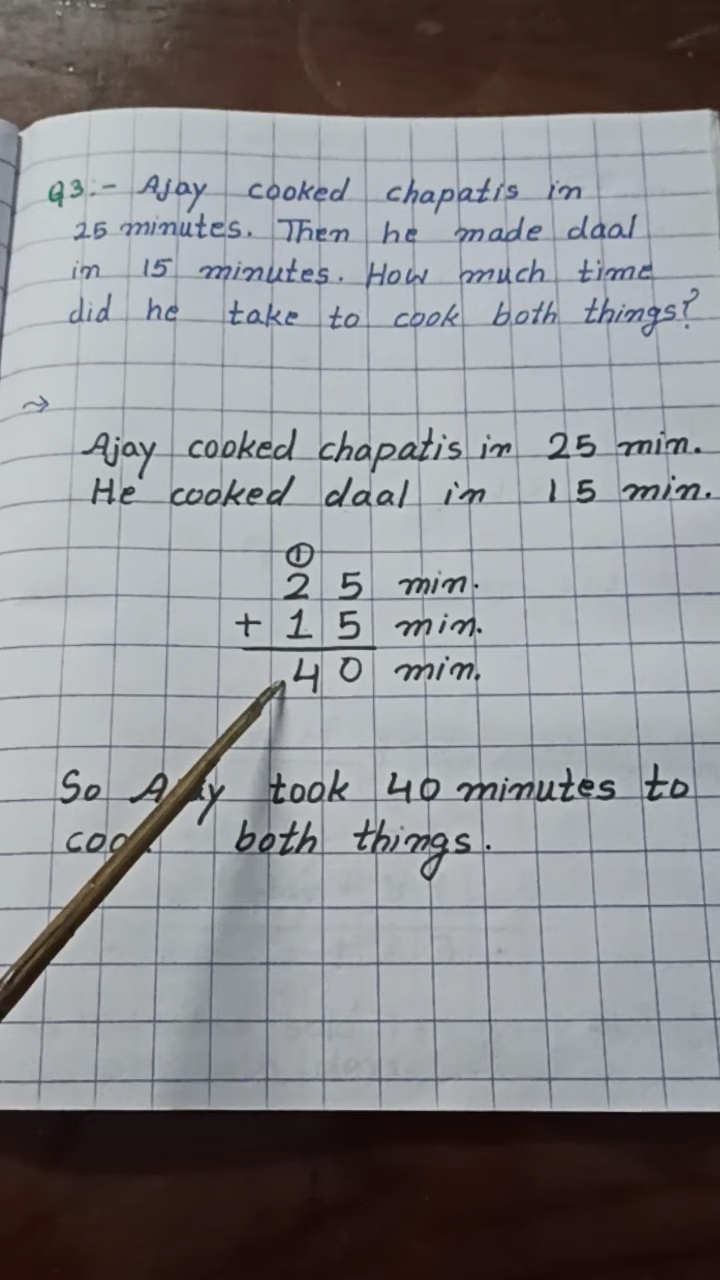 Q3:- Ajay cooked chapatis in
25 minutes. Then he made daal
in 15 minutes. How much time
did he take to cook both things?
→
Ajay cooked chapatis in 25 min.
He cooked daal in 15 min.
①
2 5 min.
+ 1 5 min.
4 0 min.
So Ajay took 40 minutes to
cook both things.